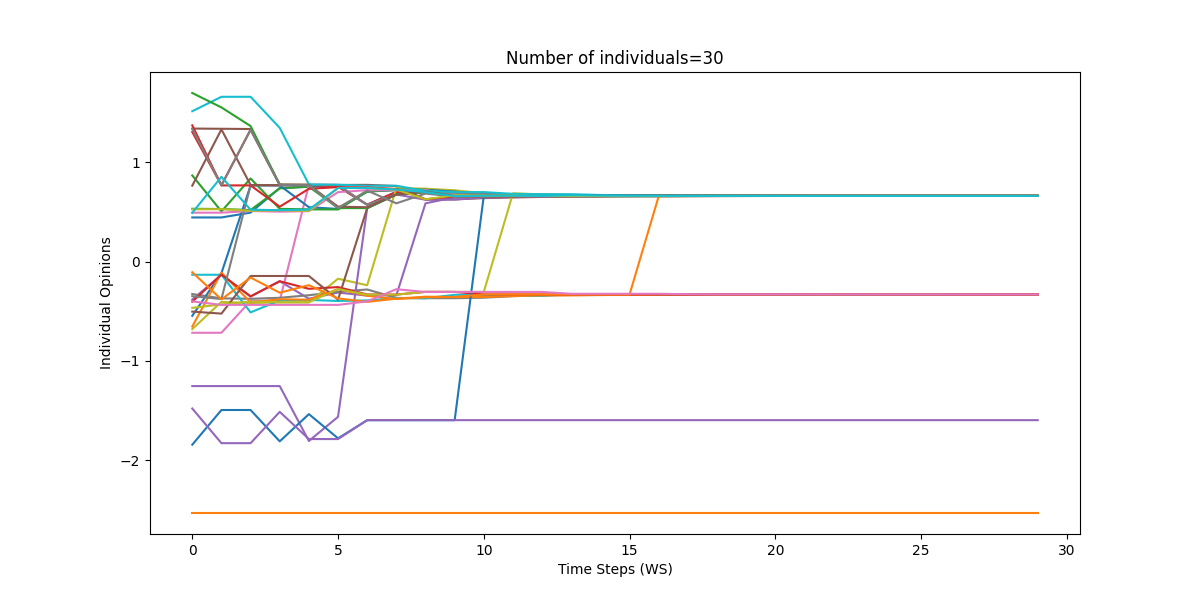 Number of individuals=30
1
0
−1
−2
Individual Opinions
0 5 10 15 20 25 30
Time Steps (WS)